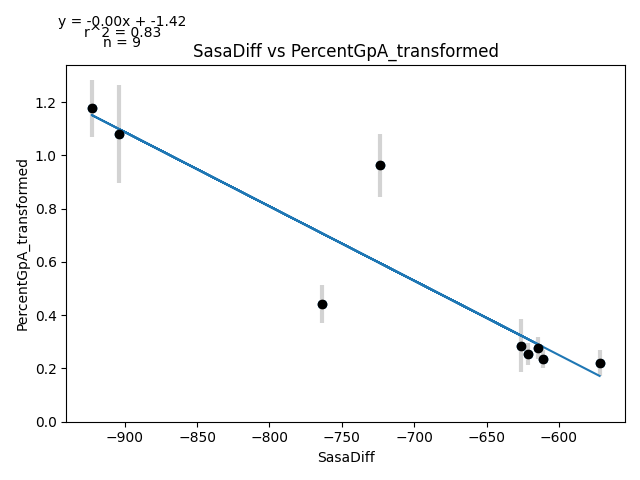 y = -0.00x + -1.42
r^2 = 0.83
n = 9
SasaDiff vs PercentGpA_transformed
PercentGpA_transformed
1.2
1.0
0.8
0.6
0.4
0.2
0.0
−900
−850
−800
−750
−700
−650
−600
SasaDiff